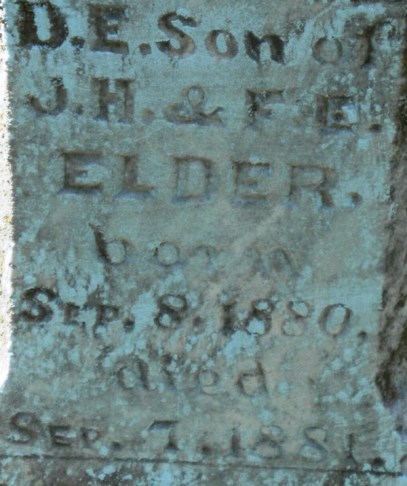 D. E. Son of
J. H. & F. E.
ELDER.
born
SEP. 8. 1880.
died
SEP. 7. 1881.